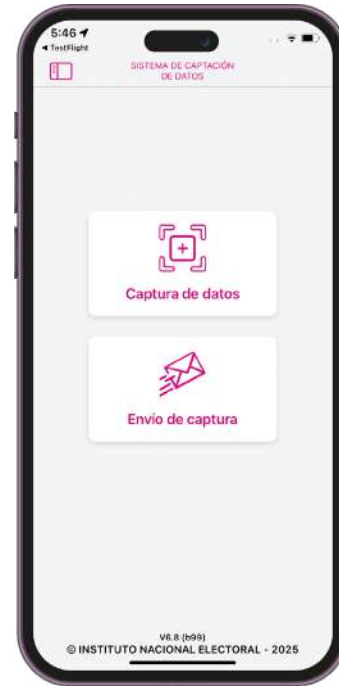 5:46
◀ TestFlight
SISTEMA DE CAPTACIÓN
DE DATOS
Captura de datos
Envío de captura
V6.8 (b99)
© INSTITUTO NACIONAL ELECTORAL - 2025